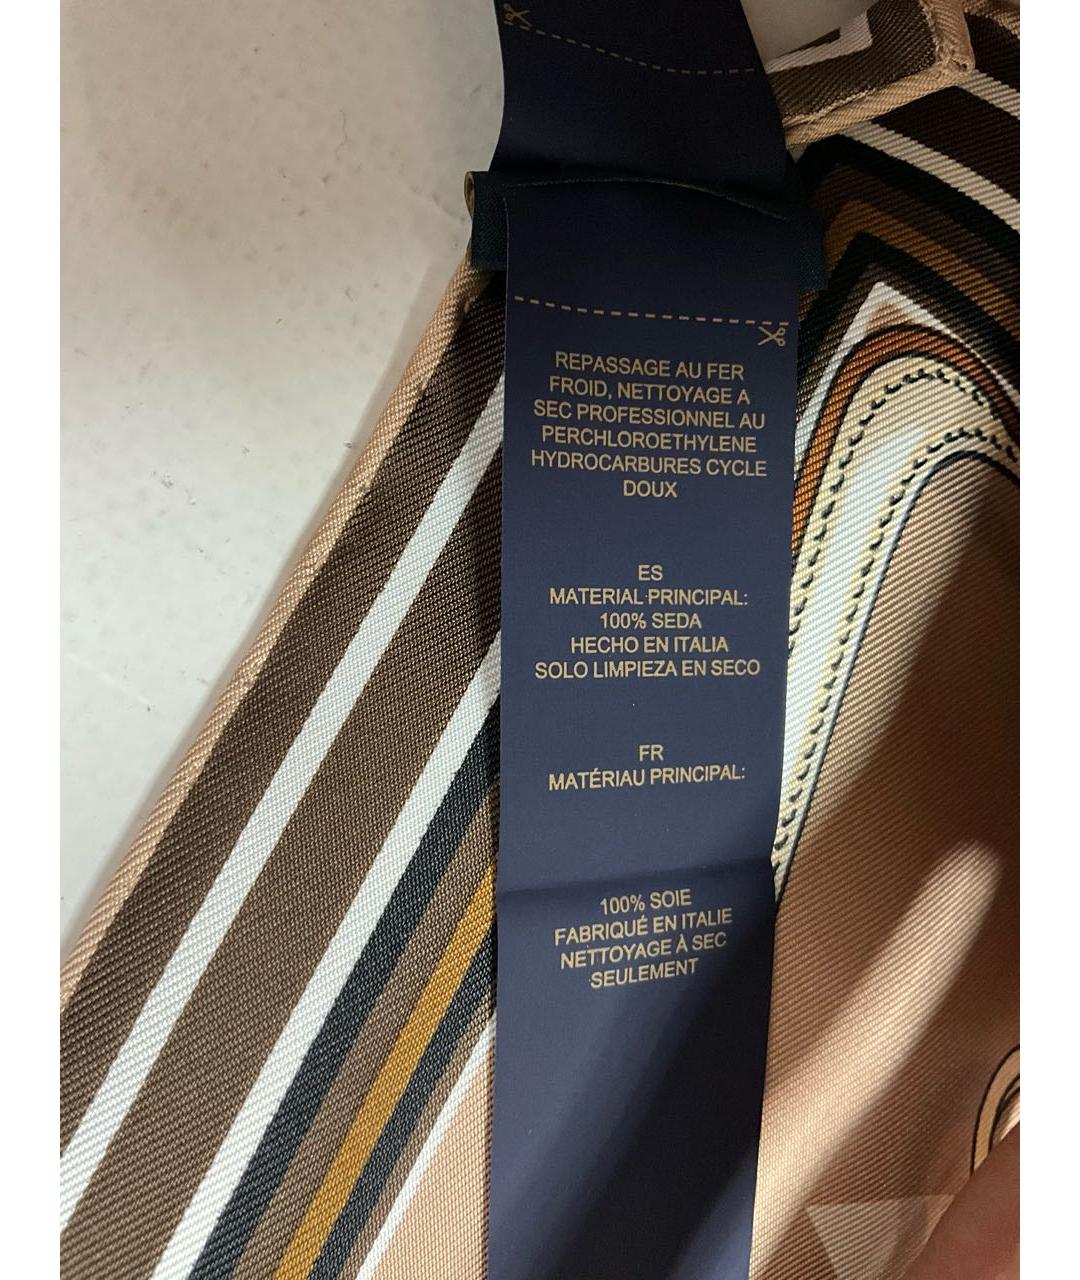 REPASSAGE AU FER
FROID, NETTOYAGE A
SEC PROFESSIONNEL AU
PERCHLOROETHYLENE
HYDROCARBURES CYCLE
DOUX
ES
MATERIAL PRINCIPAL:
100% SEDA
HECHO EN ITALIA
SOLO LIMPIEZA EN SECO
FR
MATÉRIAU PRINCIPAL:
100% SOIE
FABRIQUÉ EN ITALIE
NETTOYAGE À SEC
SEULEMENT